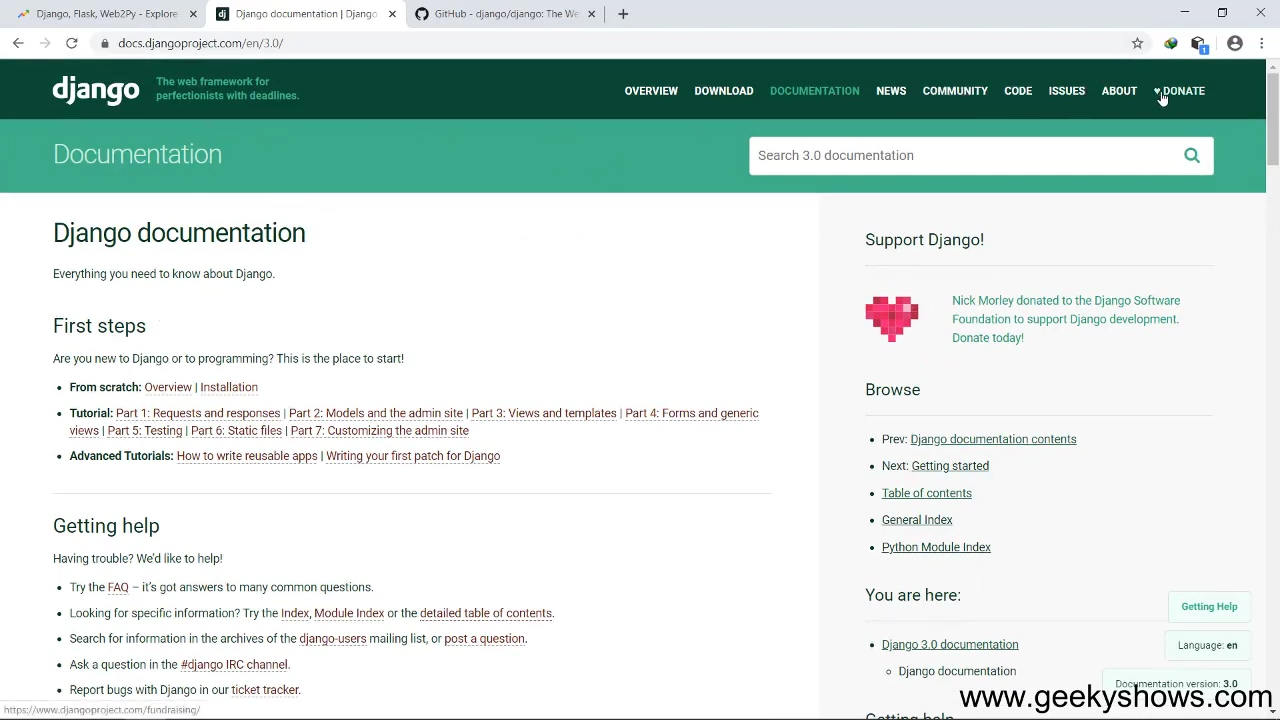 Django, Flask, Web2Py - Explore
Django documentation | Django
GitHub - django/django: The We
docs.djangoproject.com/en/3.0/
1
django
The web framework for
perfectionists with deadlines.
OVERVIEW DOWNLOAD DOCUMENTATION NEWS COMMUNITY CODE ISSUES ABOUT ♥ DONATE
Documentation
Search 3.0 documentation
Django documentation
Everything you need to know about Django.
First steps
Are you new to Django or to programming? This is the place to start!
• From scratch: Overview | Installation
• Tutorial: Part 1: Requests and responses | Part 2: Models and the admin site | Part 3: Views and templates | Part 4: Forms and generic
views | Part 5: Testing | Part 6: Static files | Part 7: Customizing the admin site
• Advanced Tutorials: How to write reusable apps | Writing your first patch for Django
Getting help
Having trouble? We'd like to help!
• Try the FAQ – it's got answers to many common questions.
• Looking for specific information? Try the Index, Module Index or the detailed table of contents.
• Search for information in the archives of the django-users mailing list, or post a question.
• Ask a question in the #django IRC channel.
• Report bugs with Django in our ticket tracker.
Support Django!
Nick Morley donated to the Django Software
Foundation to support Django development.
Donate today!
Browse
• Prev: Django documentation contents
• Next: Getting started
• Table of contents
• General Index
• Python Module Index
You are here:
• Django 3.0 documentation
◦ Django documentation
Getting help
Getting Help
Language: en
Documentation version: 3.0
https://www.djangoproject.com/fundraising/
www.geekyshows.com